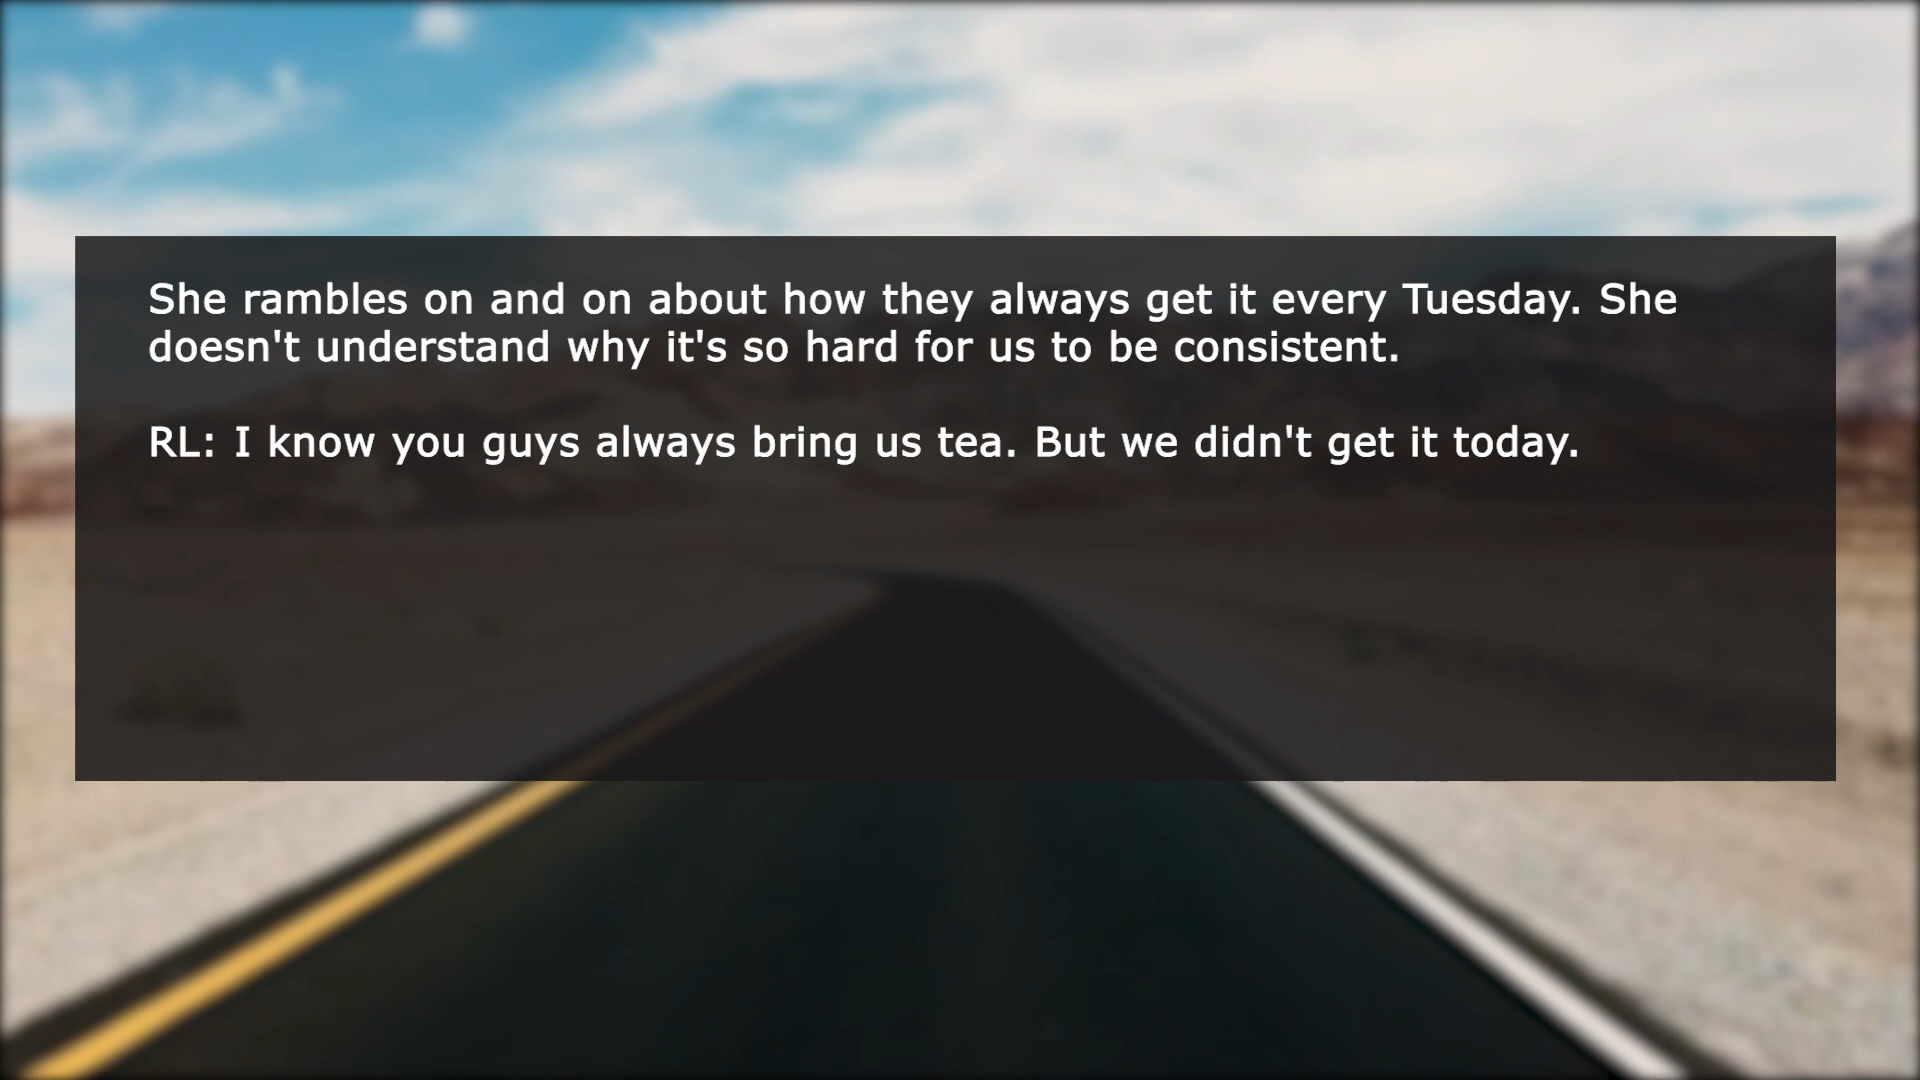 She rambles on and on about how they always get it every Tuesday. She
doesn't understand why it's so hard for us to be consistent.
RL: I know you guys always bring us tea. But we didn't get it today.